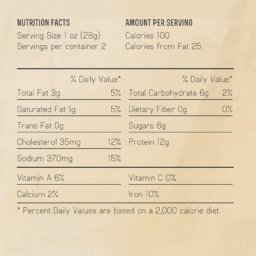 NUTRITION FACTS
Serving Size 1 oz (28g)
Servings per container 2
AMOUNT PER SERVING
Calories 100
Calories from Fat 25
% Daily Value*
Total Fat 3g 5%
Saturated Fat 1g 5%
Trans Fat 0g
Cholesterol 35mg 12%
Sodium 370mg 15%
% Daily Value*
Total Carbohydrate 6g 2%
Dietary Fiber 0g 0%
Sugars 6g
Protein 12g
Vitamin A 6%
Vitamin C 0%
Calcium 2%
Iron 10%
* Percent Daily Values are based on a 2,000 calorie diet